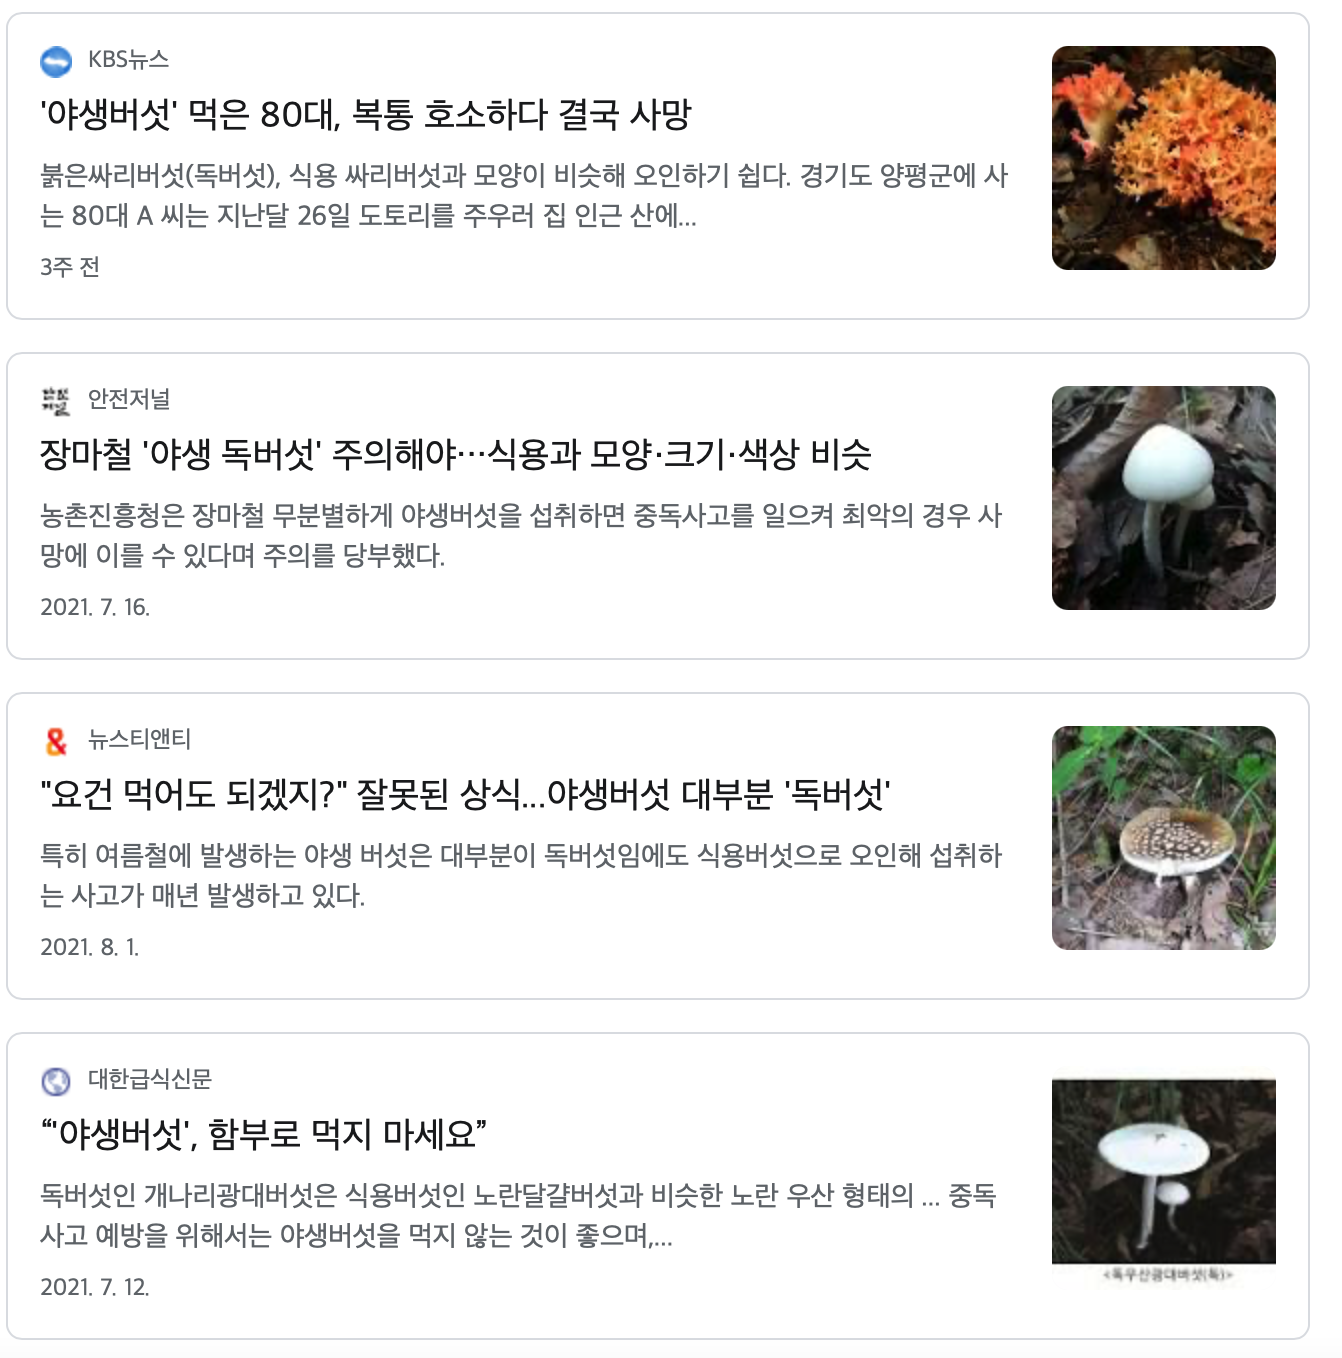 KBS뉴스
'야생버섯' 먹은 80대, 복통 호소하다 결국 사망
붉은싸리버섯(독버섯), 식용 싸리버섯과 모양이 비슷해 오인하기 쉽다. 경기도 양평군에 사
는 80대 A 씨는 지난달 26일 도토리를 주우러 집 인근 산에...
3주 전
안전저널
안전저널
장마철 '야생 독버섯' 주의해야…식용과 모양·크기·색상 비슷
농촌진흥청은 장마철 무분별하게 야생버섯을 섭취하면 중독사고를 일으켜 최악의 경우 사
망에 이를 수 있다며 주의를 당부했다.
2021. 7. 16.
&
뉴스티앤티
"요건 먹어도 되겠지?" 잘못된 상식...야생버섯 대부분 '독버섯'
특히 여름철에 발생하는 야생 버섯은 대부분이 독버섯임에도 식용버섯으로 오인해 섭취하
는 사고가 매년 발생하고 있다.
2021. 8. 1.
대한급식신문
“'야생버섯', 함부로 먹지 마세요”
독버섯인 개나리광대버섯은 식용버섯인 노란달걀버섯과 비슷한 노란 우산 형태의 ... 중독
사고 예방을 위해서는 야생버섯을 먹지 않는 것이 좋으며,...
2021. 7. 12.
<독우산광대버섯(독)>